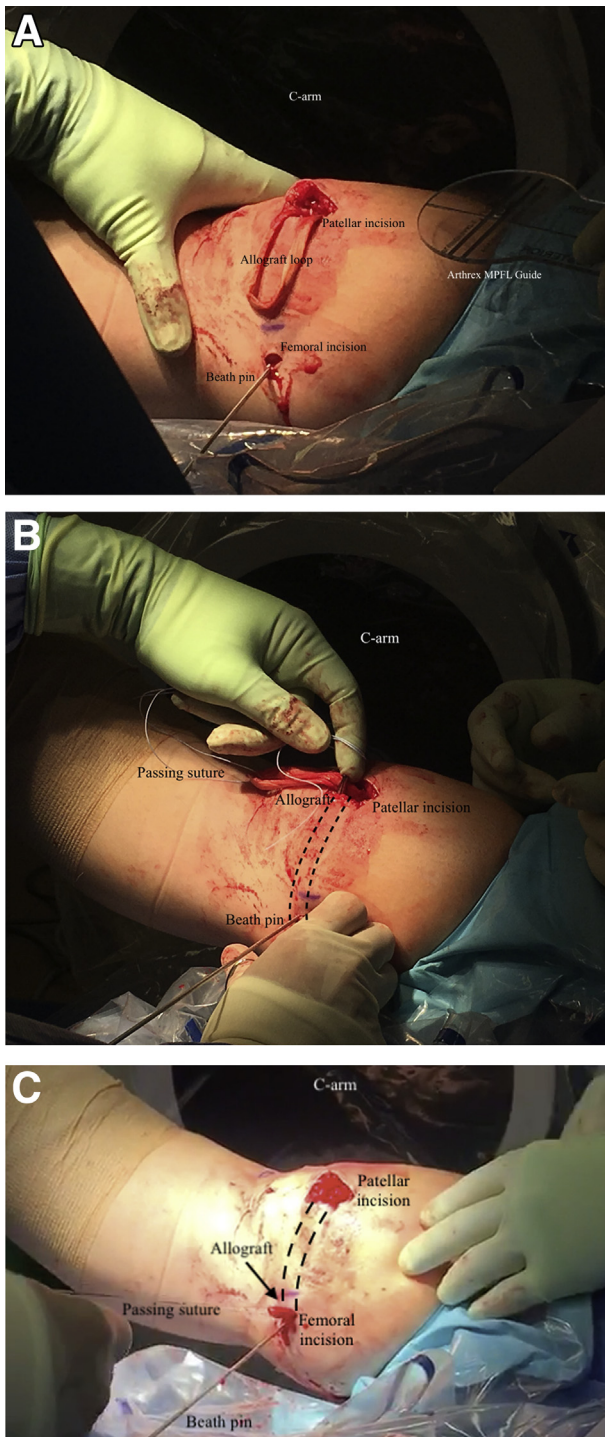 A
C-arm
Patellar incision
Allograft loop
Arthrex MPFL Guide
Femoral incision
Beath pin
B
C-arm
Passing suture
Allograft
Patellar incision
Beath pin
C
C-arm
Patellar
incision
Allograft
Passing suture
Femoral
incision
Beath pin